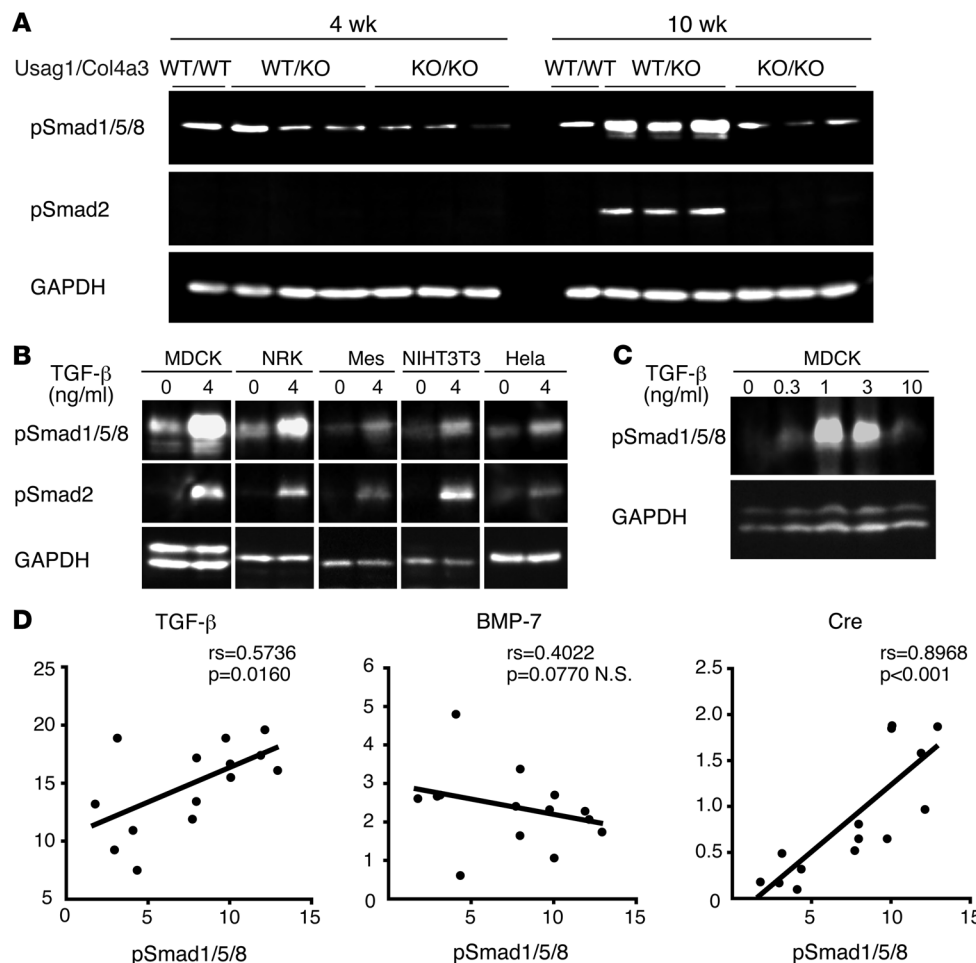 A
4 wk 10 wk
Usag1/Col4a3 WT/WT WT/KO KO/KO WT/WT WT/KO KO/KO
pSmad1/5/8
pSmad2
GAPDH
B
MDCK NRK Mes NIHT3T3 Hela
TGF-β (ng/ml) 0 4 0 4 0 4 0 4 0 4
pSmad1/5/8
pSmad2
GAPDH
C
MDCK
TGF-β (ng/ml) 0 0.3 1 3 10
pSmad1/5/8
GAPDH
D
TGF-β
rs=0.5736
p=0.0160
25
20
15
10
5
0 5 10 15
pSmad1/5/8
BMP-7
rs=0.4022
p=0.0770 N.S.
6
5
4
3
2
1
0
0 5 10 15
pSmad1/5/8
Cre
rs=0.8968
p<0.001
2.5
2.0
1.5
1.0
0.5
0
5 10 15
pSmad1/5/8